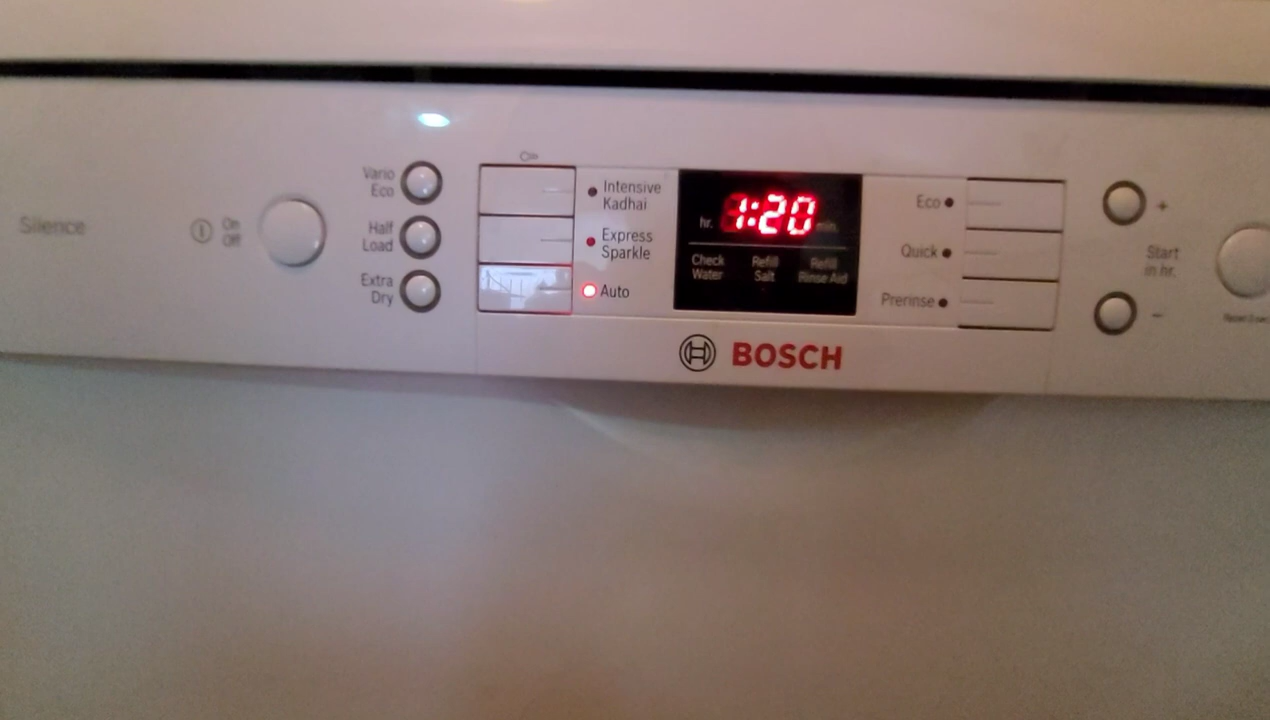 Silence
On
Off
Vario
Eco
Half
Load
Extra
Dry
Intensive
Kadhai
Express
Sparkle
Auto
hr. 1:20 min.
Check
Water
Refill
Salt
Refill
Rinse Aid
BOSCH
Eco
Quick
Prerinse
+
Start
in hr.
-